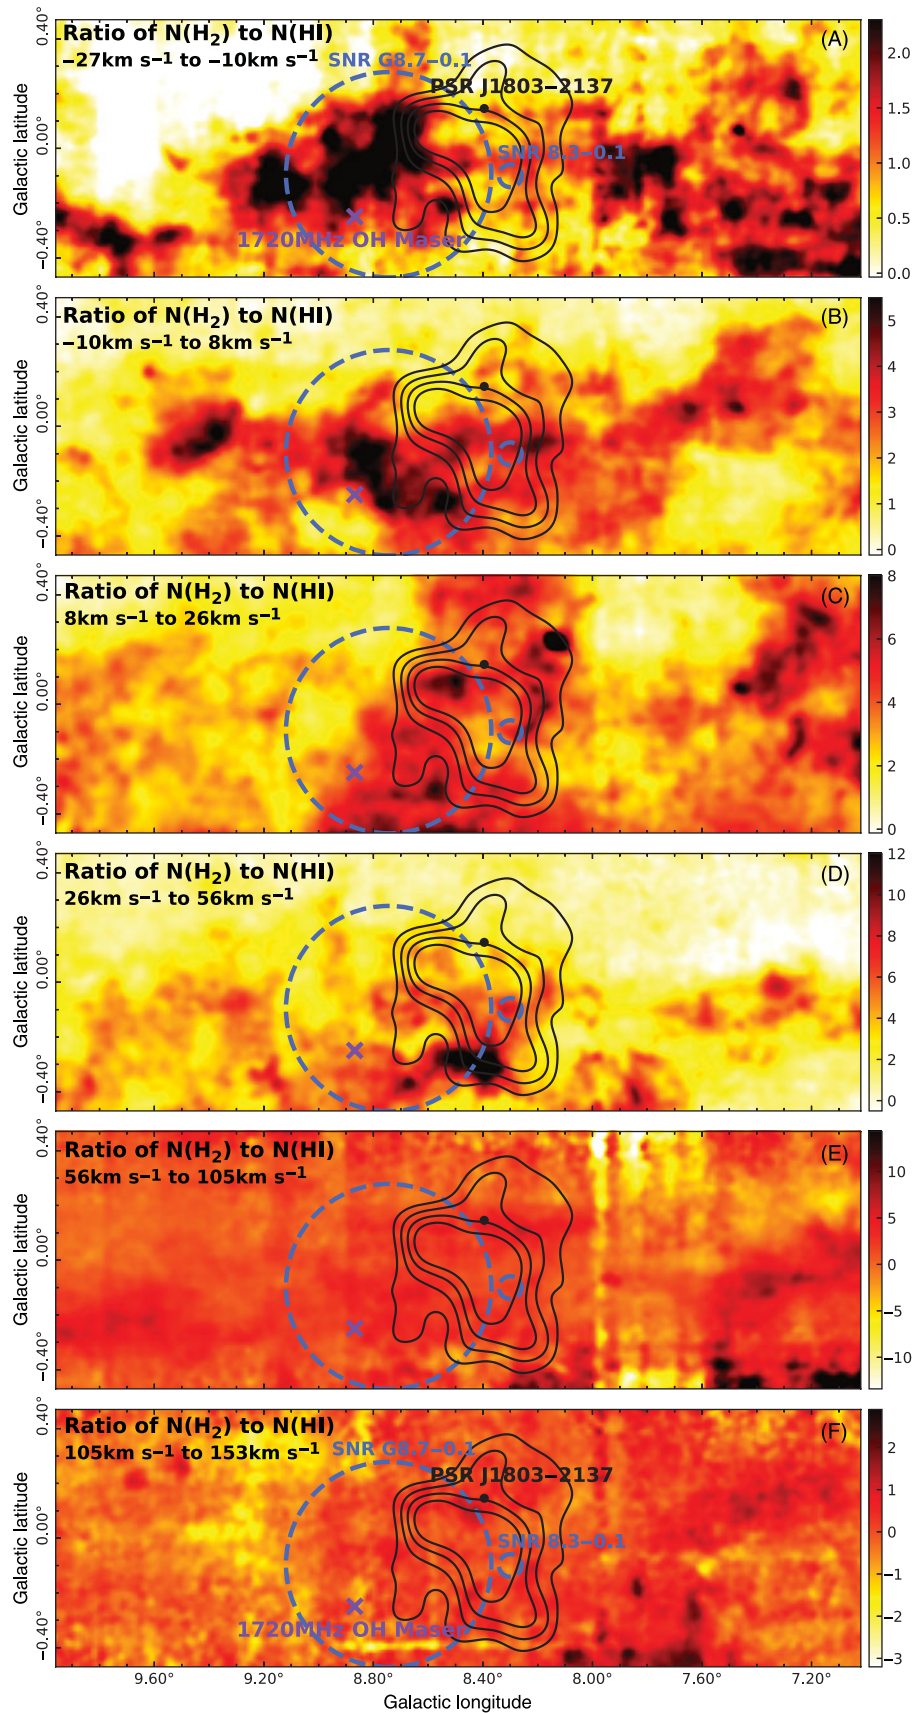 Ratio of N(H₂) to N(HI)
−27km s⁻¹ to −10km s⁻¹
(A)
SNR G8.7−0.1
PSR J1803−2137
SNR 8.3−0.1
1720MHz OH Maser
Galactic latitude
0.40°
0.00°
−0.40°
2.0
1.5
1.0
0.5
0.0
Ratio of N(H₂) to N(HI)
−10km s⁻¹ to 8km s⁻¹
(B)
Galactic latitude
0.40°
0.00°
−0.40°
5
4
3
2
1
0
Ratio of N(H₂) to N(HI)
8km s⁻¹ to 26km s⁻¹
(C)
Galactic latitude
0.40°
0.00°
−0.40°
8
6
4
2
0
Ratio of N(H₂) to N(HI)
26km s⁻¹ to 56km s⁻¹
(D)
Galactic latitude
0.40°
0.00°
−0.40°
12
10
8
6
4
2
0
Ratio of N(H₂) to N(HI)
56km s⁻¹ to 105km s⁻¹
(E)
Galactic latitude
0.40°
0.00°
−0.40°
10
5
0
−5
−10
Ratio of N(H₂) to N(HI)
105km s⁻¹ to 153km s⁻¹
(F)
SNR G8.7−0.1
PSR J1803−2137
SNR 8.3−0.1
1720MHz OH Maser
Galactic latitude
0.40°
0.00°
−0.40°
2
1
0
−1
−2
−3
9.60° 9.20° 8.80° 8.40° 8.00° 7.60° 7.20°
Galactic longitude